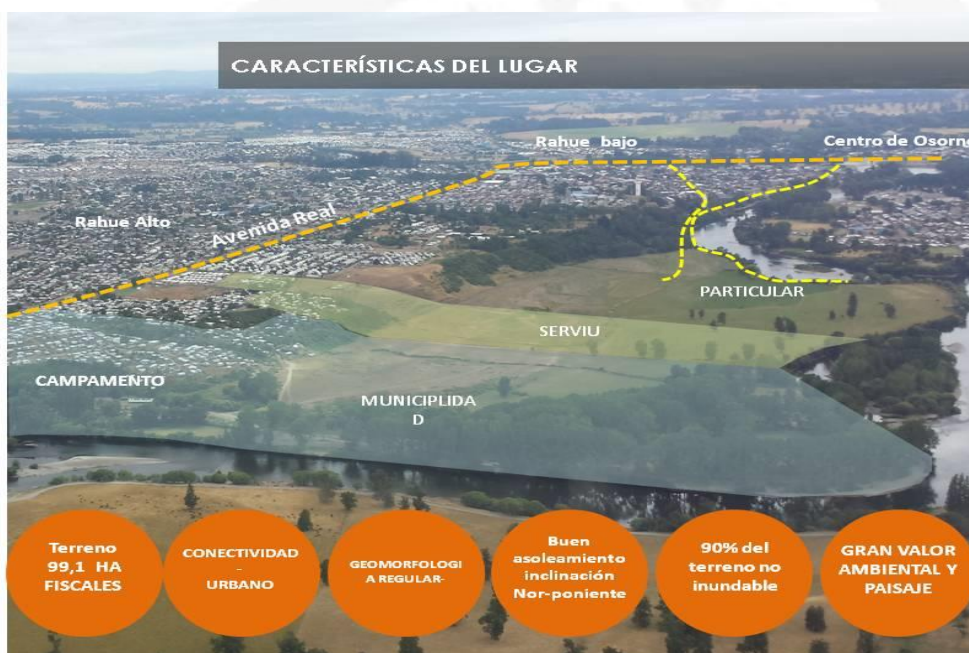 CARACTERÍSTICAS DEL LUGAR
Rahue bajo
Centro de Osorno
Rahue Alto
Avenida Real
PARTICULAR
SERVIU
CAMPAMENTO
MUNICIPLIDA
D
Terreno
99,1 HA
FISCALES
CONECTIVIDAD
-
URBANO
GEOMORFOLOGI
A REGULAR-
Buen
asoleamiento
inclinación
Nor-poniente
90% del
terreno no
inundable
GRAN VALOR
AMBIENTAL Y
PAISAJE